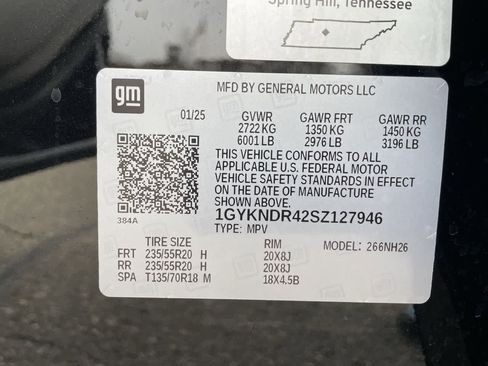 Spring Hill, Tennessee
gm
MFD BY GENERAL MOTORS LLC
01/25 GVWR GAWR FRT GAWR RR
2722 KG 1350 KG 1450 KG
6001 LB 2976 LB 3196 LB
THIS VEHICLE CONFORMS TO ALL
APPLICABLE U.S. FEDERAL MOTOR
VEHICLE SAFETY STANDARDS IN EFFECT
ON THE DATE OF MANUFACTURE
SHOWN ABOVE.
384A
1GYKNDR42SZ127946
TYPE: MPV
TIRE SIZE RIM MODEL: 266NH26
FRT 235/55R20 H 20X8J
RR 235/55R20 H 20X8J
SPA T135/70R18 M 18X4.5B